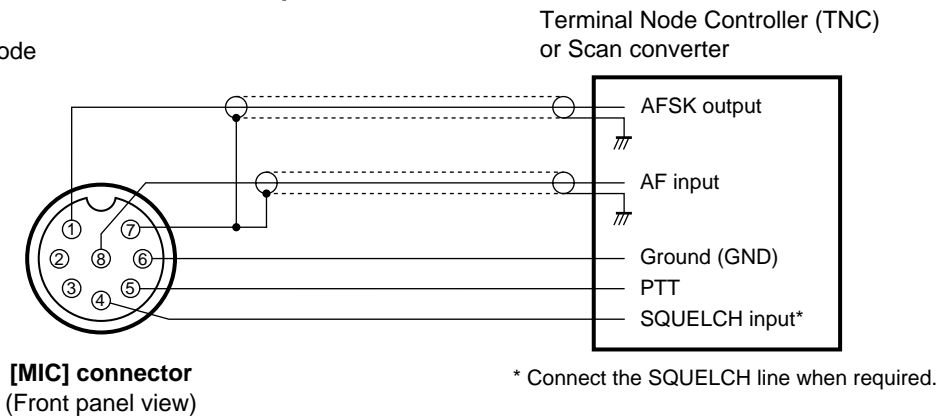 Terminal Node Controller (TNC)
or Scan converter
AFSK output
AF input
1
7
2
8
6
3
5
4
Ground (GND)
PTT
SQUELCH input*
[MIC] connector
(Front panel view)
* Connect the SQUELCH line when required.